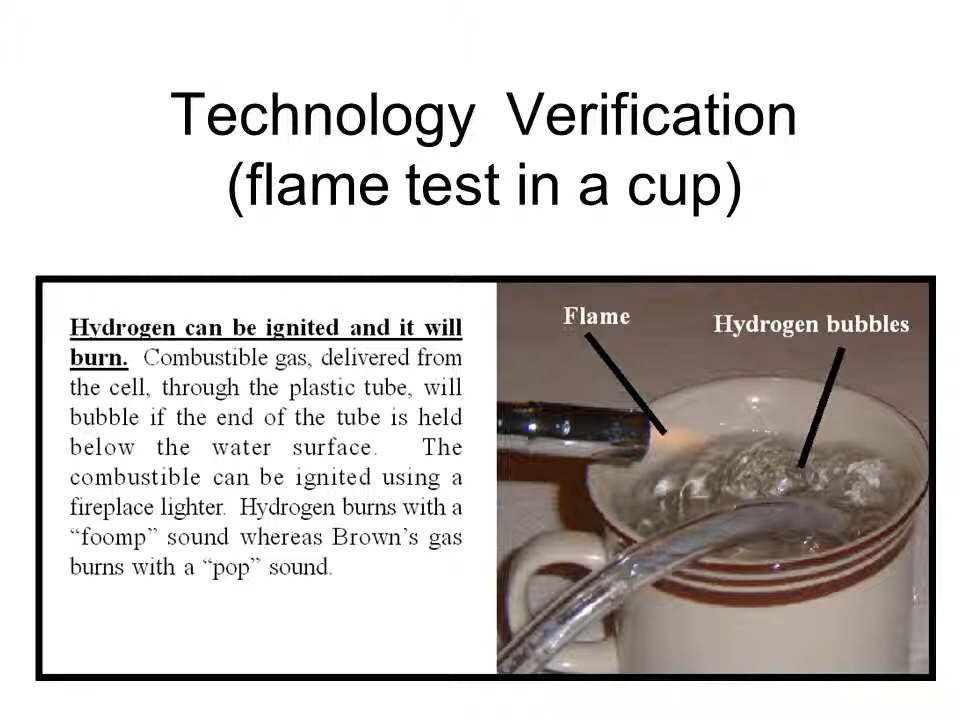 Technology Verification
(flame test in a cup)
Hydrogen can be ignited and it will
burn. Combustible gas, delivered from
the cell, through the plastic tube, will
bubble if the end of the tube is held
below the water surface. The
combustible can be ignited using a
fireplace lighter. Hydrogen burns with a
“foomp” sound whereas Brown’s gas
burns with a “pop” sound.
Flame
Hydrogen bubbles